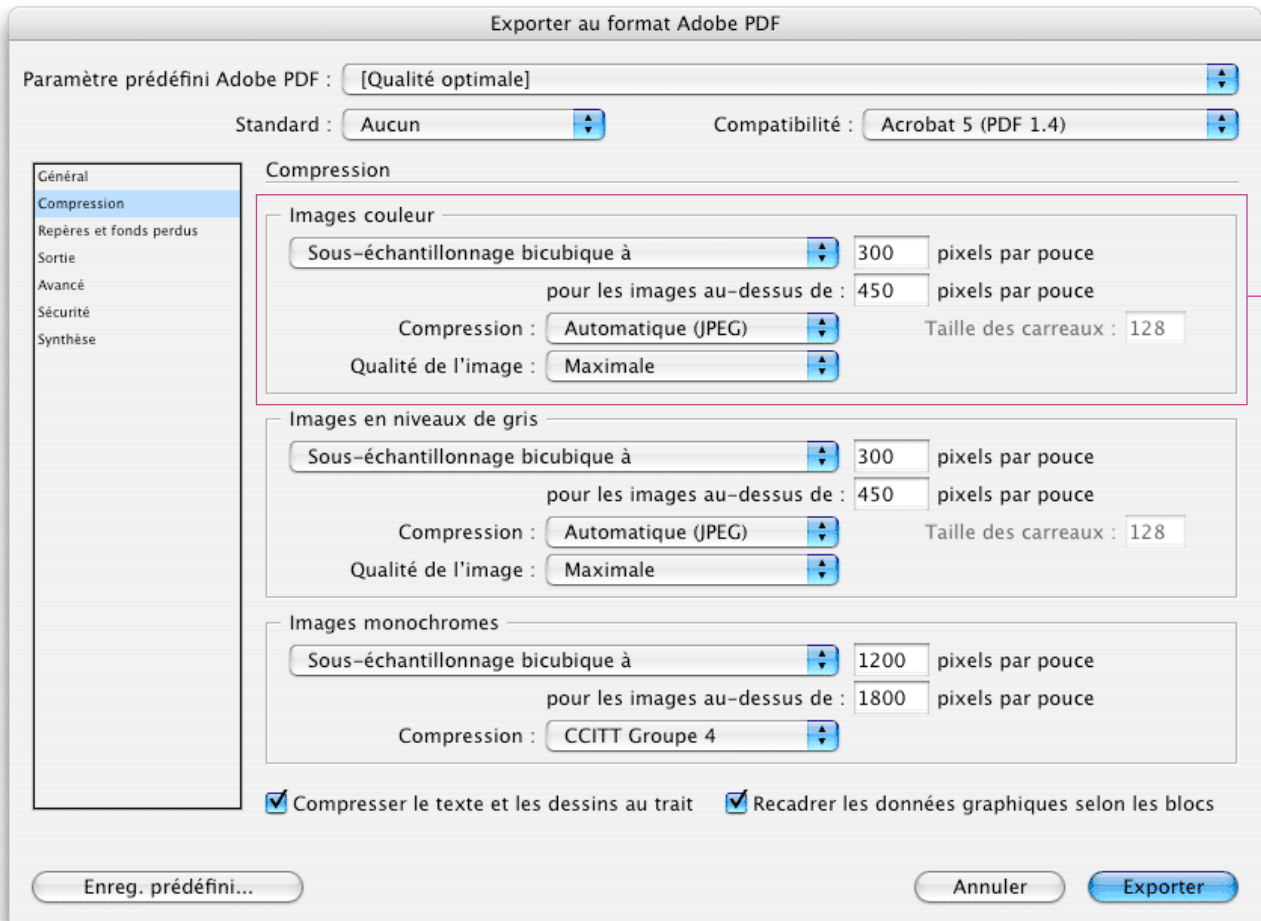 Exporter au format Adobe PDF
Paramètre prédéfini Adobe PDF : [Qualité optimale]
Standard : Aucun Compatibilité : Acrobat 5 (PDF 1.4)
Général
Compression
Repères et fonds perdus
Sortie
Avancé
Sécurité
Synthèse
Compression
Images couleur
Sous-échantillonnage bicubique à 300 pixels par pouce
pour les images au-dessus de : 450 pixels par pouce
Compression : Automatique (JPEG) Taille des carreaux : 128
Qualité de l'image : Maximale
Images en niveaux de gris
Sous-échantillonnage bicubique à 300 pixels par pouce
pour les images au-dessus de : 450 pixels par pouce
Compression : Automatique (JPEG) Taille des carreaux : 128
Qualité de l'image : Maximale
Images monochromes
Sous-échantillonnage bicubique à 1200 pixels par pouce
pour les images au-dessus de : 1800 pixels par pouce
Compression : CCITT Groupe 4
Compresser le texte et les dessins au trait Recadrer les données graphiques selon les blocs
Enreg. prédéfini... Annuler Exporter